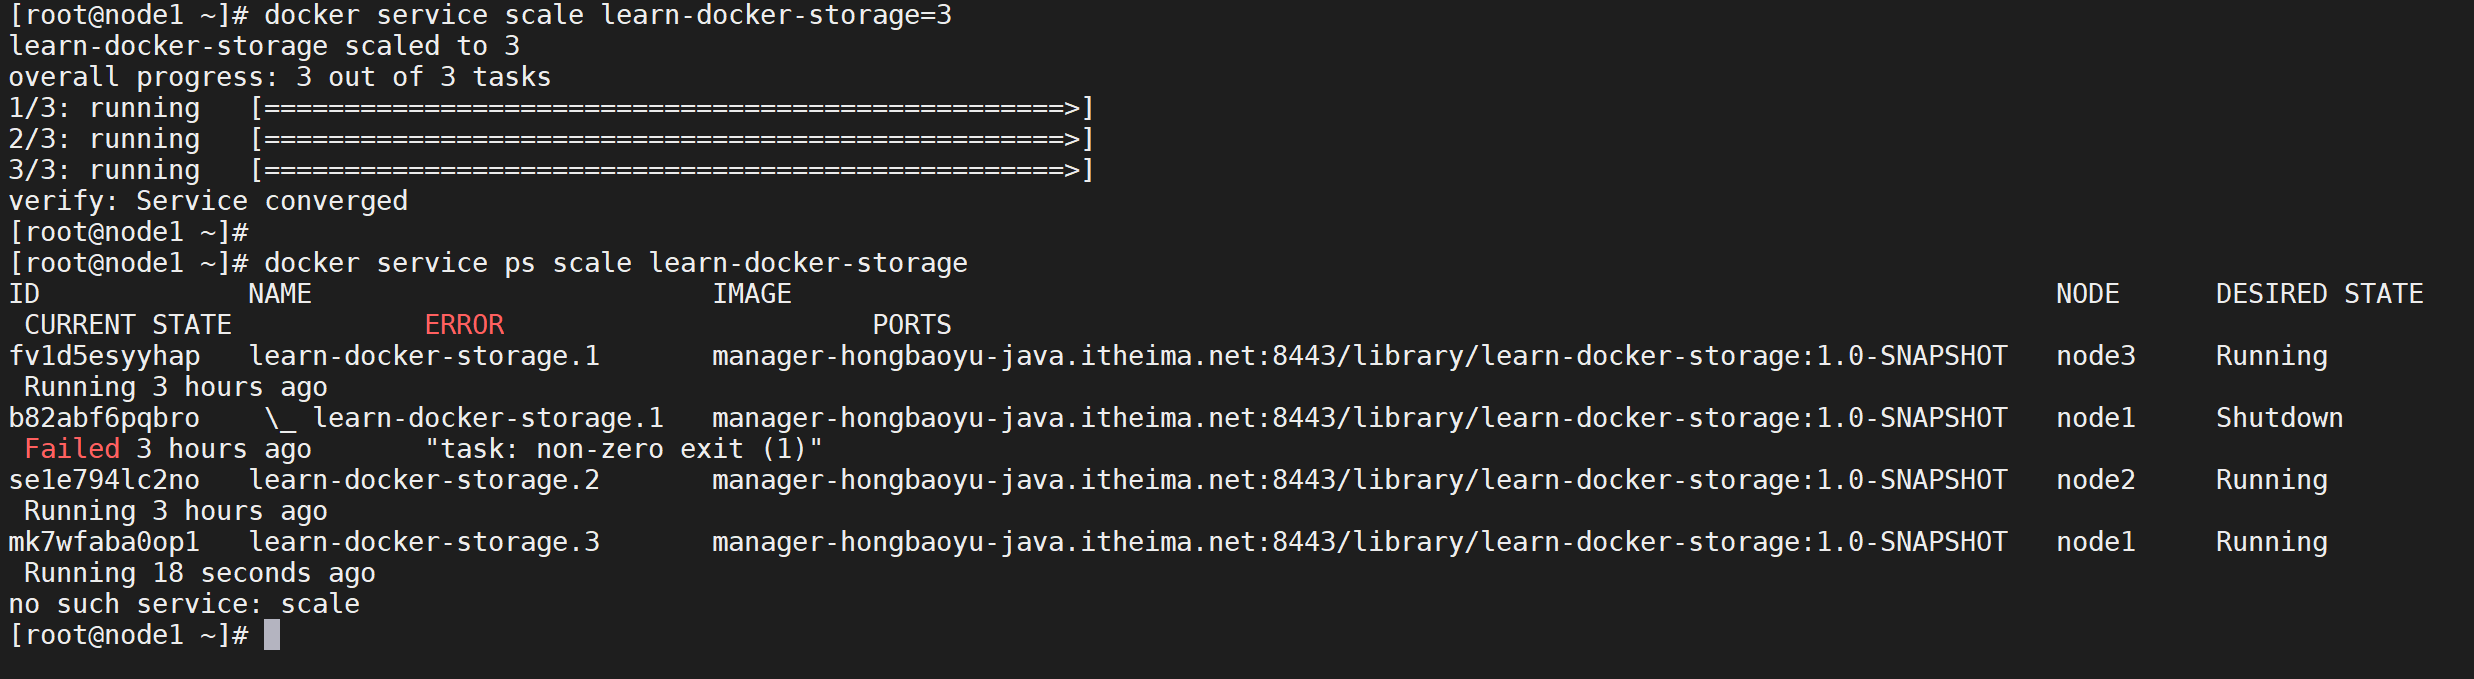 [root@node1 ~]# docker service scale learn-docker-storage=3
learn-docker-storage scaled to 3
overall progress: 3 out of 3 tasks
1/3: running   [==================================================>]
2/3: running   [==================================================>]
3/3: running   [==================================================>]
verify: Service converged
[root@node1 ~]#
[root@node1 ~]# docker service ps scale learn-docker-storage
ID             NAME                         IMAGE                                                                               NODE      DESIRED STATE
 CURRENT STATE            ERROR                       PORTS
fv1d5esyyhap   learn-docker-storage.1       manager-hongbaoyu-java.itheima.net:8443/library/learn-docker-storage:1.0-SNAPSHOT   node3     Running
 Running 3 hours ago
b82abf6pqbro    \_ learn-docker-storage.1   manager-hongbaoyu-java.itheima.net:8443/library/learn-docker-storage:1.0-SNAPSHOT   node1     Shutdown
 Failed 3 hours ago       "task: non-zero exit (1)"
se1e794lc2no   learn-docker-storage.2       manager-hongbaoyu-java.itheima.net:8443/library/learn-docker-storage:1.0-SNAPSHOT   node2     Running
 Running 3 hours ago
mk7wfaba0op1   learn-docker-storage.3       manager-hongbaoyu-java.itheima.net:8443/library/learn-docker-storage:1.0-SNAPSHOT   node1     Running
 Running 18 seconds ago
no such service: scale
[root@node1 ~]#